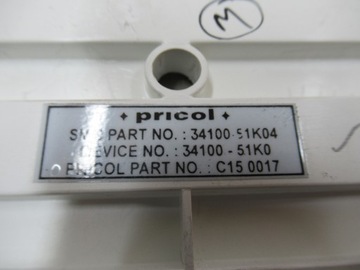 M
+ pricol +
PART NO. : 34100-51K04
DEVICE NO. : 34100 - 51K0
PRICOL PART NO. : C15 0017